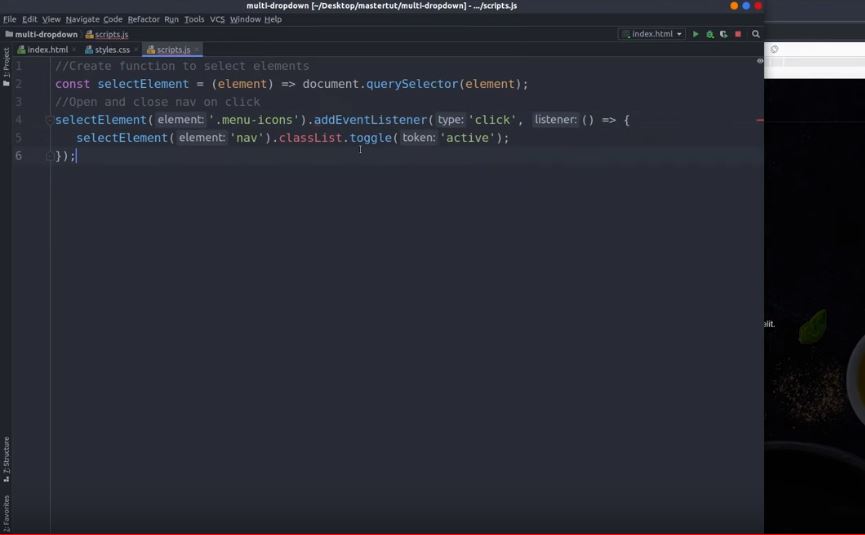 multi-dropdown [~/Desktop/mastertut/multi-dropdown] - .../scripts.js
File Edit View Navigate Code Refactor Run Tools VCS Window Help
multi-dropdown scripts.js index.html
index.html styles.css scripts.js
1: Project
1 //Create function to select elements
2 const selectElement = (element) => document.querySelector(element);
3 //Open and close nav on click
4 selectElement( element: '.menu-icons').addEventListener( type: 'click', listener: () => {
5 selectElement( element: 'nav').classList.toggle( token: 'active');
6 });
elit.
Z: Structure
2: Favorites